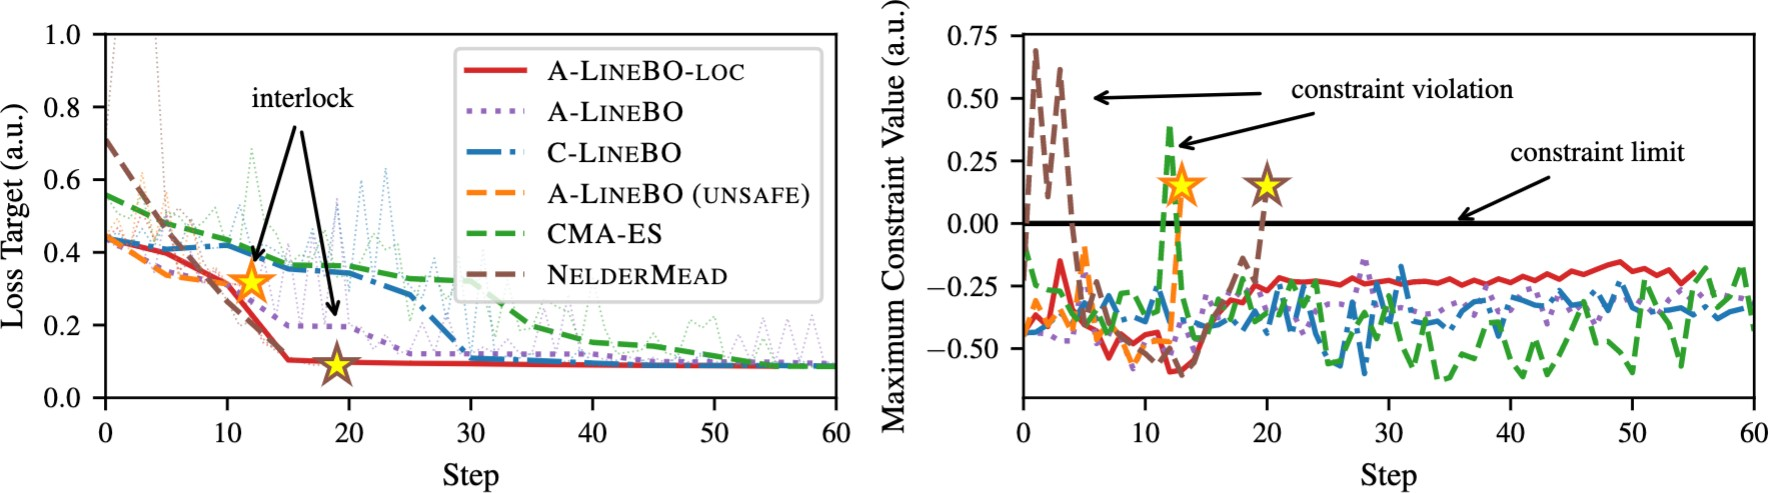 Loss Target (a.u.)
1.0
0.8
0.6
0.4
0.2
0.0
0
10
20
30
40
50
60
Step
interlock
A-LINEBO-LOC
A-LINEBO
C-LINEBO
A-LINEBO (UNSAFE)
CMA-ES
NELDERMEAD
Maximum Constraint Value (a.u.)
0.75
0.50
0.25
0.00
−0.25
−0.50
0
10
20
30
40
50
60
Step
constraint violation
constraint limit